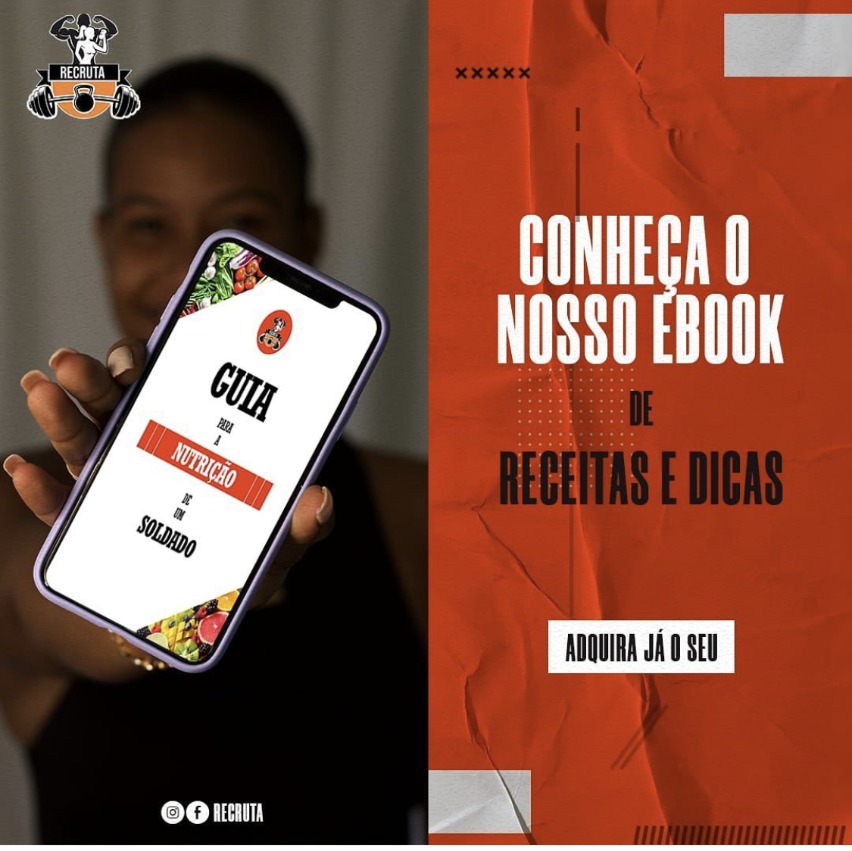 RECRUTA
GUIA
PARA
A
NUTRIÇÃO
DE
UM
SOLDADO
RECRUTA
XXXXX
CONHEÇA O
NOSSO EBOOK
DE
RECEITAS E DICAS
ADQUIRA JÁ O SEU